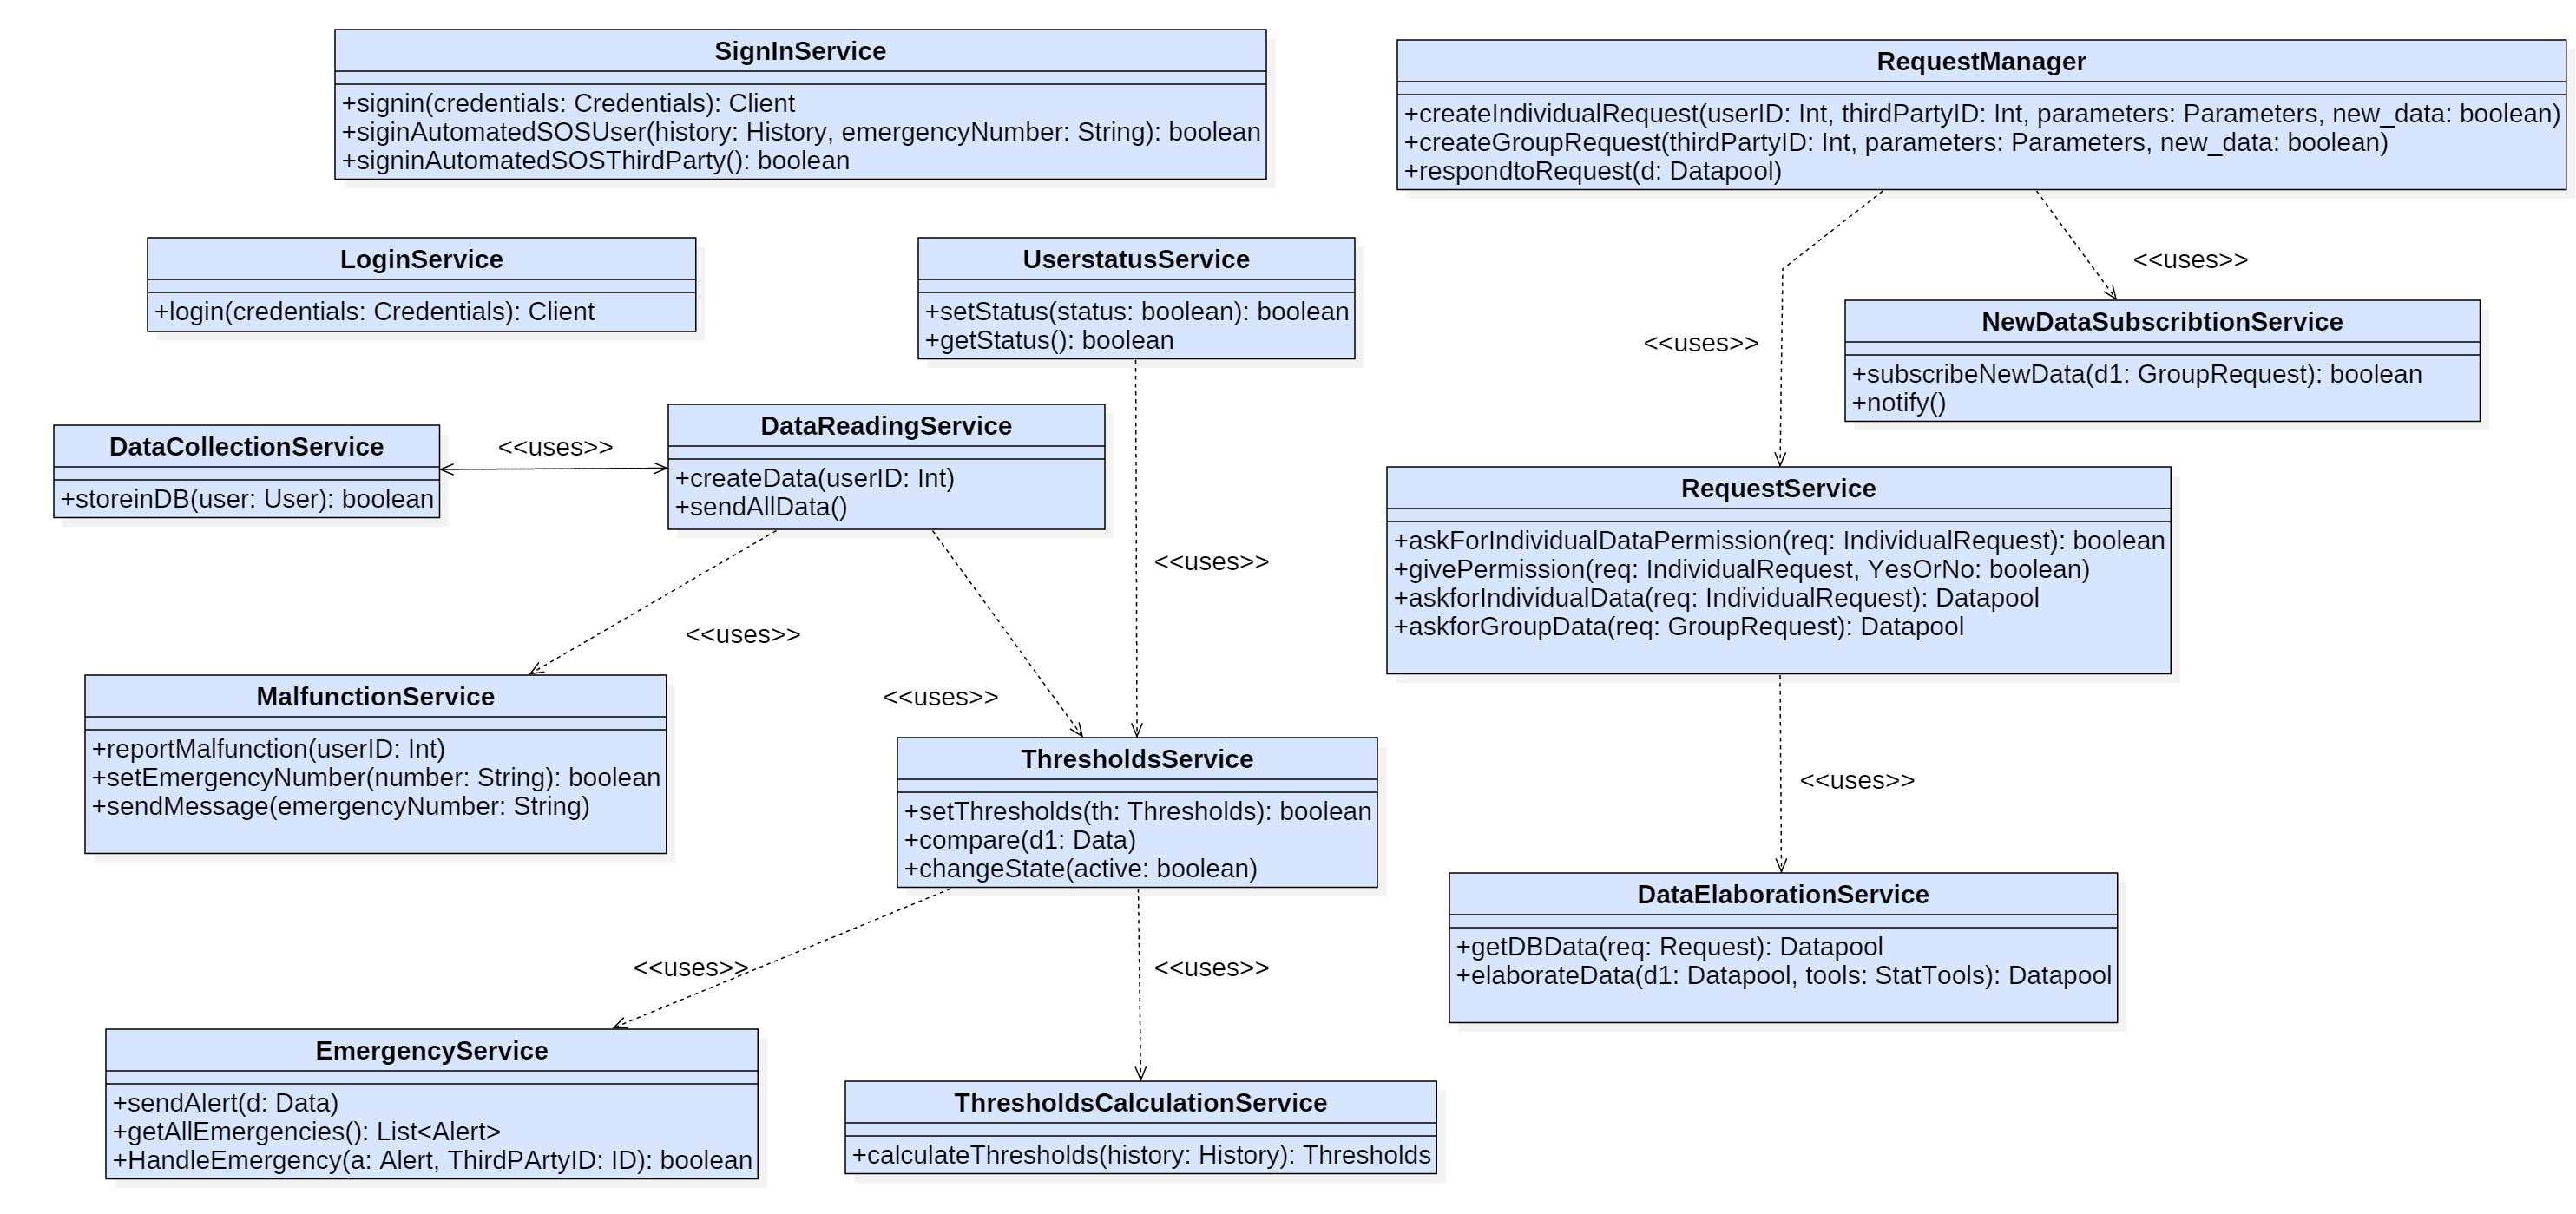 SignInService
+signin(credentials: Credentials): Client
+siginAutomatedSOSUser(history: History, emergencyNumber: String): boolean
+signinAutomatedSOSThirdParty(): boolean
RequestManager
+createIndividualRequest(userID: Int, thirdPartyID: Int, parameters: Parameters, new_data: boolean)
+createGroupRequest(thirdPartyID: Int, parameters: Parameters, new_data: boolean)
+respondtoRequest(d: Datapool)
LoginService
+login(credentials: Credentials): Client
UserstatusService
+setStatus(status: boolean): boolean
+getStatus(): boolean
<<uses>>
<<uses>>
NewDataSubscribtionService
+subscribeNewData(d1: GroupRequest): boolean
+notify()
DataCollectionService
+storeinDB(user: User): boolean
<<uses>>
DataReadingService
+createData(userID: Int)
+sendAllData()
<<uses>>
RequestService
+askForIndividualDataPermission(req: IndividualRequest): boolean
+givePermission(req: IndividualRequest, YesOrNo: boolean)
+askforIndividualData(req: IndividualRequest): Datapool
+askforGroupData(req: GroupRequest): Datapool
<<uses>>
<<uses>>
MalfunctionService
+reportMalfunction(userID: Int)
+setEmergencyNumber(number: String): boolean
+sendMessage(emergencyNumber: String)
ThresholdsService
+setThresholds(th: Thresholds): boolean
+compare(d1: Data)
+changeState(active: boolean)
<<uses>>
DataElaborationService
+getDBData(req: Request): Datapool
+elaborateData(d1: Datapool, tools: StatTools): Datapool
<<uses>>
<<uses>>
EmergencyService
+sendAlert(d: Data)
+getAllEmergencies(): List<Alert>
+HandleEmergency(a: Alert, ThirdPArtyID: ID): boolean
ThresholdsCalculationService
+calculateThresholds(history: History): Thresholds